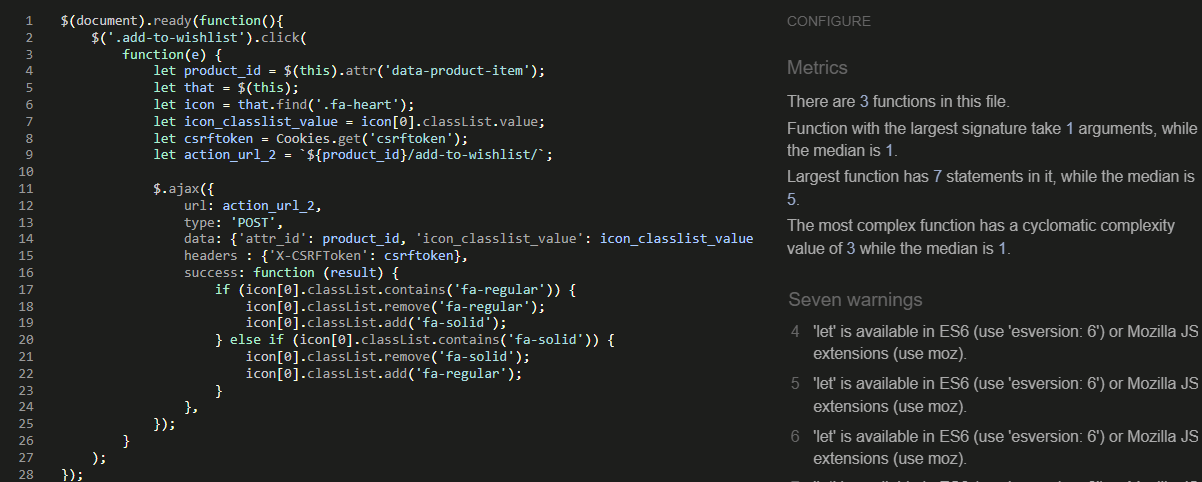 1 $(document).ready(function(){
2 $('.add-to-wishlist').click(
3 function(e) {
4 let product_id = $(this).attr('data-product-item');
5 let that = $(this);
6 let icon = that.find('.fa-heart');
7 let icon_classlist_value = icon[0].classList.value;
8 let csrftoken = Cookies.get('csrftoken');
9 let action_url_2 = `${product_id}/add-to-wishlist/`;
10
11 $.ajax({
12 url: action_url_2,
13 type: 'POST',
14 data: {'attr_id': product_id, 'icon_classlist_value': icon_classlist_value
15 headers : {'X-CSRFToken': csrftoken},
16 success: function (result) {
17 if (icon[0].classList.contains('fa-regular')) {
18 icon[0].classList.remove('fa-regular');
19 icon[0].classList.add('fa-solid');
20 } else if (icon[0].classList.contains('fa-solid')) {
21 icon[0].classList.remove('fa-solid');
22 icon[0].classList.add('fa-regular');
23 }
24 },
25 });
26 }
27 );
28 });
CONFIGURE
Metrics
There are 3 functions in this file.
Function with the largest signature take 1 arguments, while
the median is 1.
Largest function has 7 statements in it, while the median is
5.
The most complex function has a cyclomatic complexity
value of 3 while the median is 1.
Seven warnings
4 'let' is available in ES6 (use 'esversion: 6') or Mozilla JS
extensions (use moz).
5 'let' is available in ES6 (use 'esversion: 6') or Mozilla JS
extensions (use moz).
6 'let' is available in ES6 (use 'esversion: 6') or Mozilla JS
extensions (use moz).